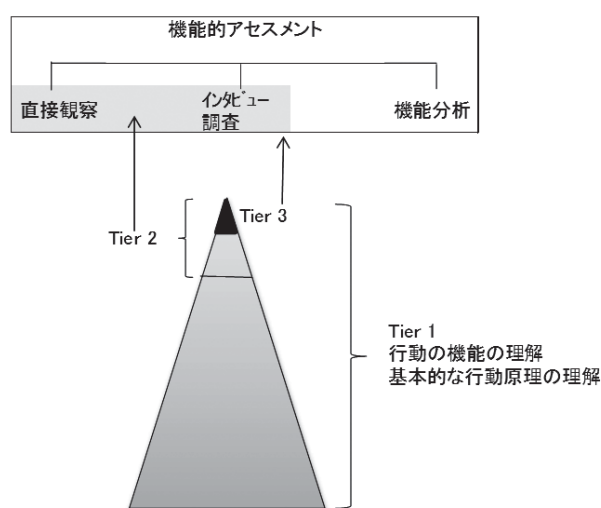 機能的アセスメント
直接観察
インタビュー
調査
機能分析
Tier 3
Tier 2
Tier 1
行動の機能の理解
基本的な行動原理の理解